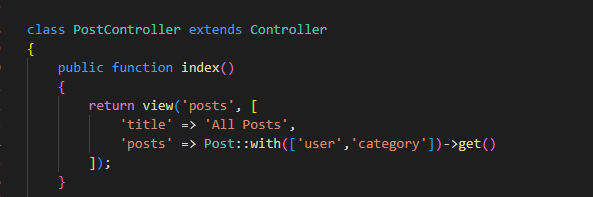 class PostController extends Controller
{
    public function index()
    {
        return view('posts', [
            'title' => 'All Posts',
            'posts' => Post::with(['user','category'])->get()
        ]);
    }